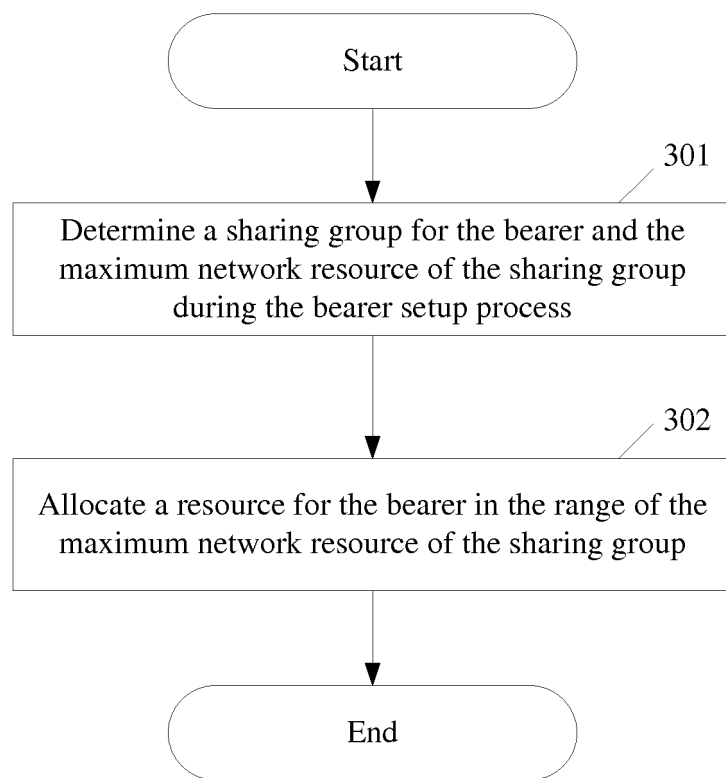 Start
301
Determine a sharing group for the bearer and the
maximum network resource of the sharing group
during the bearer setup process
302
Allocate a resource for the bearer in the range of the
maximum network resource of the sharing group
End